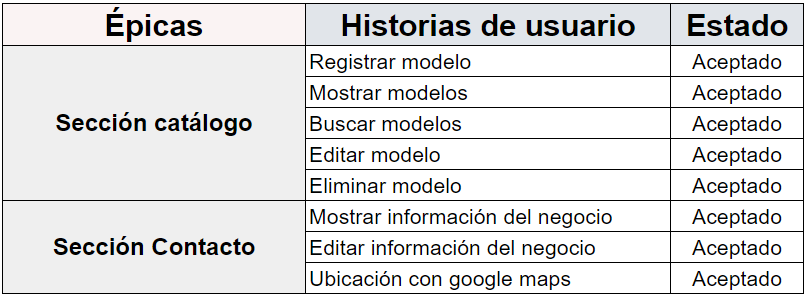 Épicas Historias de usuario Estado
Sección catálogo
Registrar modelo Aceptado
Mostrar modelos Aceptado
Buscar modelos Aceptado
Editar modelo Aceptado
Eliminar modelo Aceptado
Sección Contacto
Mostrar información del negocio Aceptado
Editar información del negocio Aceptado
Ubicación con google maps Aceptado